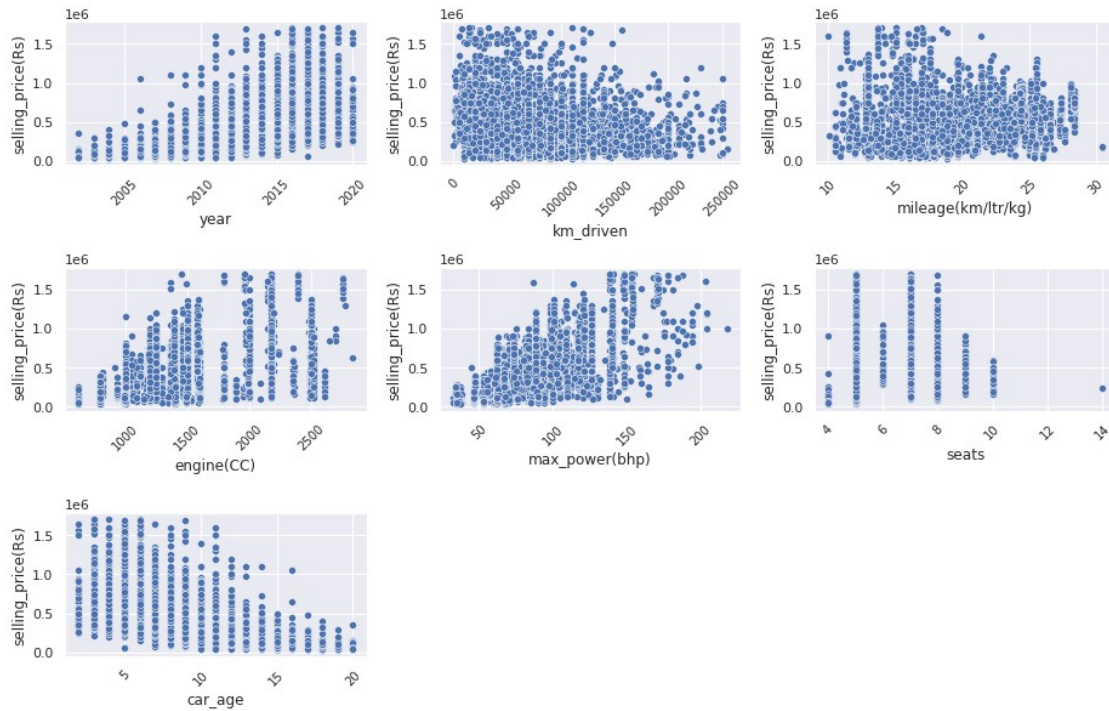 1e6
1.5
1.0
0.5
0.0
selling_price(Rs)
2005
2010
2015
2020
year
1e6
1.5
1.0
0.5
0.0
selling_price(Rs)
0
50000
100000
150000
200000
250000
km_driven
1e6
1.5
1.0
0.5
0.0
selling_price(Rs)
10
15
20
25
30
mileage(km/ltr/kg)
1e6
1.5
1.0
0.5
0.0
selling_price(Rs)
1000
1500
2000
2500
engine(CC)
1e6
1.5
1.0
0.5
0.0
selling_price(Rs)
50
100
150
200
max_power(bhp)
1e6
1.5
1.0
0.5
0.0
selling_price(Rs)
4
6
8
10
12
14
seats
1e6
1.5
1.0
0.5
0.0
selling_price(Rs)
5
10
15
20
car_age